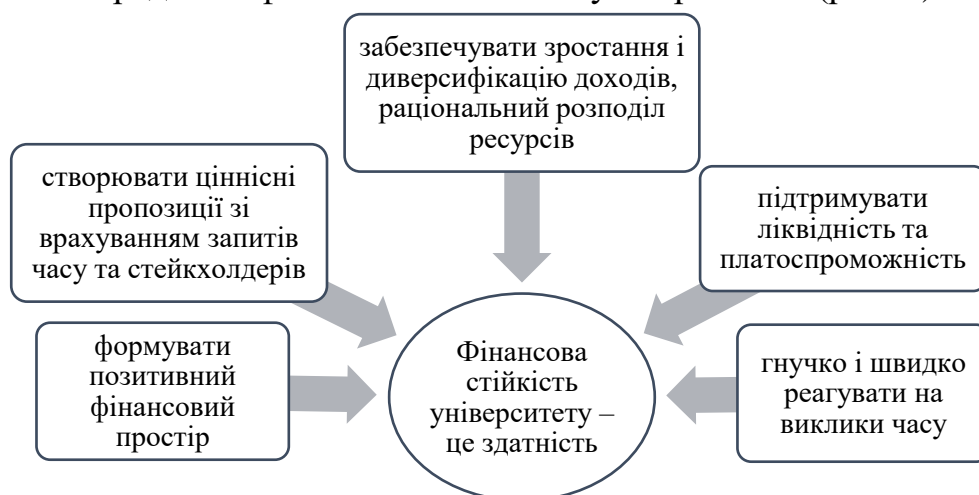 забезпечувати зростання і
диверсифікацію доходів,
раціональний розподіл
ресурсів
створювати ціннісні
пропозиції зі
врахуванням запитів
часу та стейкхолдерів
підтримувати
ліквідність та
платоспроможність
формувати
позитивний
фінансовий
простір
Фінансова
стійкість
університету –
це здатність
гнучко і швидко
реагувати на
виклики часу